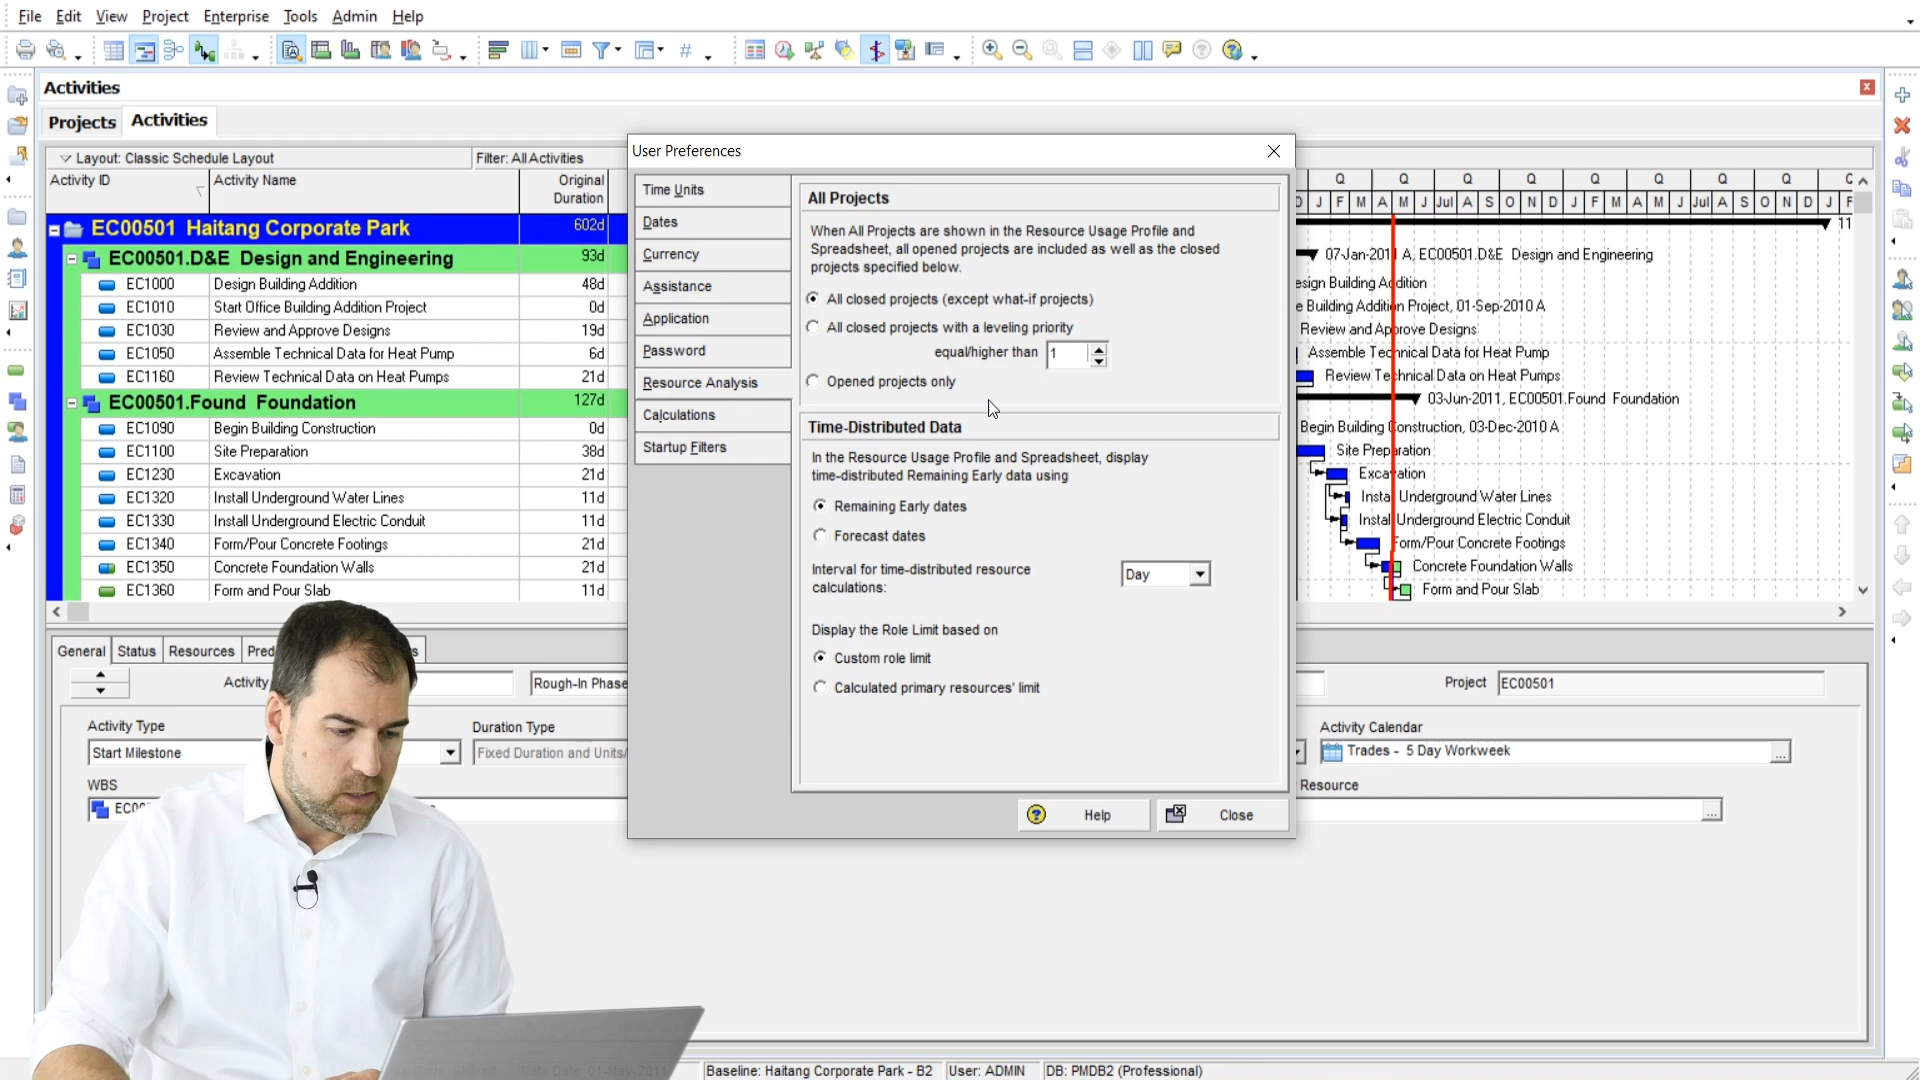 File Edit View Project Enterprise Tools Admin Help
Activities
Projects Activities
Layout: Classic Schedule Layout Filter: All Activities
Activity ID Activity Name Original Duration
EC00501 Haitang Corporate Park 602d
EC00501.D&E Design and Engineering 93d
EC1000 Design Building Addition 48d
EC1010 Start Office Building Addition Project 0d
EC1030 Review and Approve Designs 19d
EC1050 Assemble Technical Data for Heat Pump 6d
EC1160 Review Technical Data on Heat Pumps 21d
EC00501.Found Foundation 127d
EC1090 Begin Building Construction 0d
EC1100 Site Preparation 38d
EC1230 Excavation 21d
EC1320 Install Underground Water Lines 11d
EC1330 Install Underground Electric Conduit 11d
EC1340 Form/Pour Concrete Footings 21d
EC1350 Concrete Foundation Walls 21d
EC1360 Form and Pour Slab 11d
User Preferences
Time Units
Dates
Currency
Assistance
Application
Password
Resource Analysis
Calculations
Startup Filters
All Projects
When All Projects are shown in the Resource Usage Profile and
Spreadsheet, all opened projects are included as well as the closed
projects specified below.
All closed projects (except what-if projects)
All closed projects with a leveling priority
equal/higher than 1
Opened projects only
Time-Distributed Data
In the Resource Usage Profile and Spreadsheet, display
time-distributed Remaining Early data using
Remaining Early dates
Forecast dates
Interval for time-distributed resource
calculations: Day
Display the Role Limit based on
Custom role limit
Calculated primary resources' limit
Help Close
Q Q Q Q Q Q Q Q
J F M A M J Jul A S O N D J F M A M J Jul A S O N D J F
11
07-Jan-2011 A, EC00501.D&E Design and Engineering
esign Building Addition
e Building Addition Project, 01-Sep-2010 A
Review and Approve Designs
Assemble Technical Data for Heat Pump
Review Technical Data on Heat Pumps
03-Jun-2011, EC00501.Found Foundation
Begin Building Construction, 03-Dec-2010 A
Site Preparation
Excavation
Install Underground Water Lines
Install Underground Electric Conduit
Form/Pour Concrete Footings
Concrete Foundation Walls
Form and Pour Slab
General Status Resources Pred s
Activity Rough-In Phase Project EC00501
Activity Type Duration Type Activity Calendar
Start Milestone Fixed Duration and Units/ Trades - 5 Day Workweek
WBS Resource
EC00
Baseline: Haitang Corporate Park - B2 User: ADMIN DB: PMDB2 (Professional)